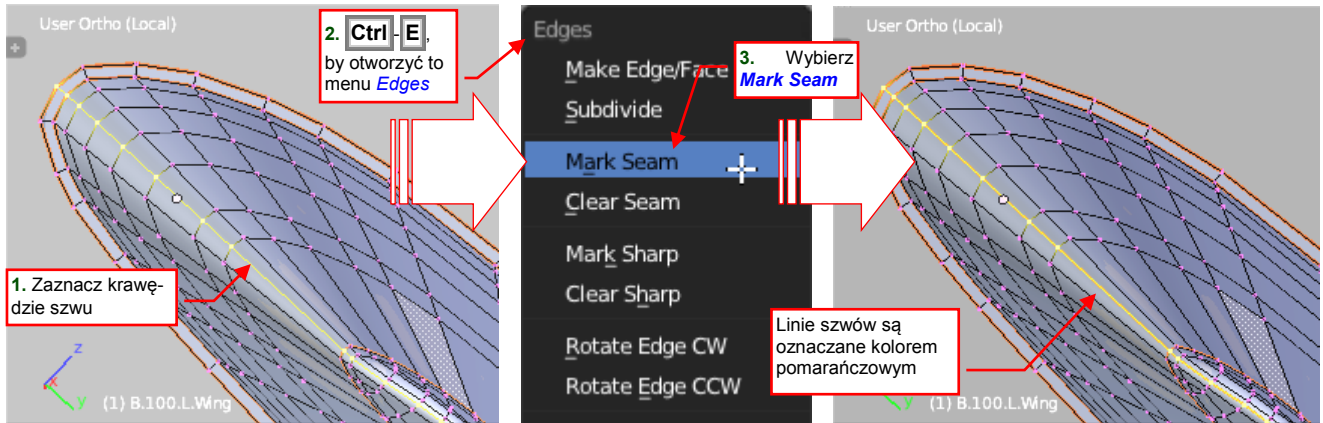 User Ortho (Local)
2. Ctrl-E,
by otworzyć to
menu Edges
1. Zaznacz krawę-
dzie szwu
z
x
y
(1) B.100.L.Wing
Edges
Make Edge/Face
Subdivide
Mark Seam
Clear Seam
Mark Sharp
Clear Sharp
Rotate Edge CW
Rotate Edge CCW
3. Wybierz
Mark Seam
User Ortho (Local)
Linie szwów są
oznaczane kolorem
pomarańczowym
y
(1) B.100.L.Wing